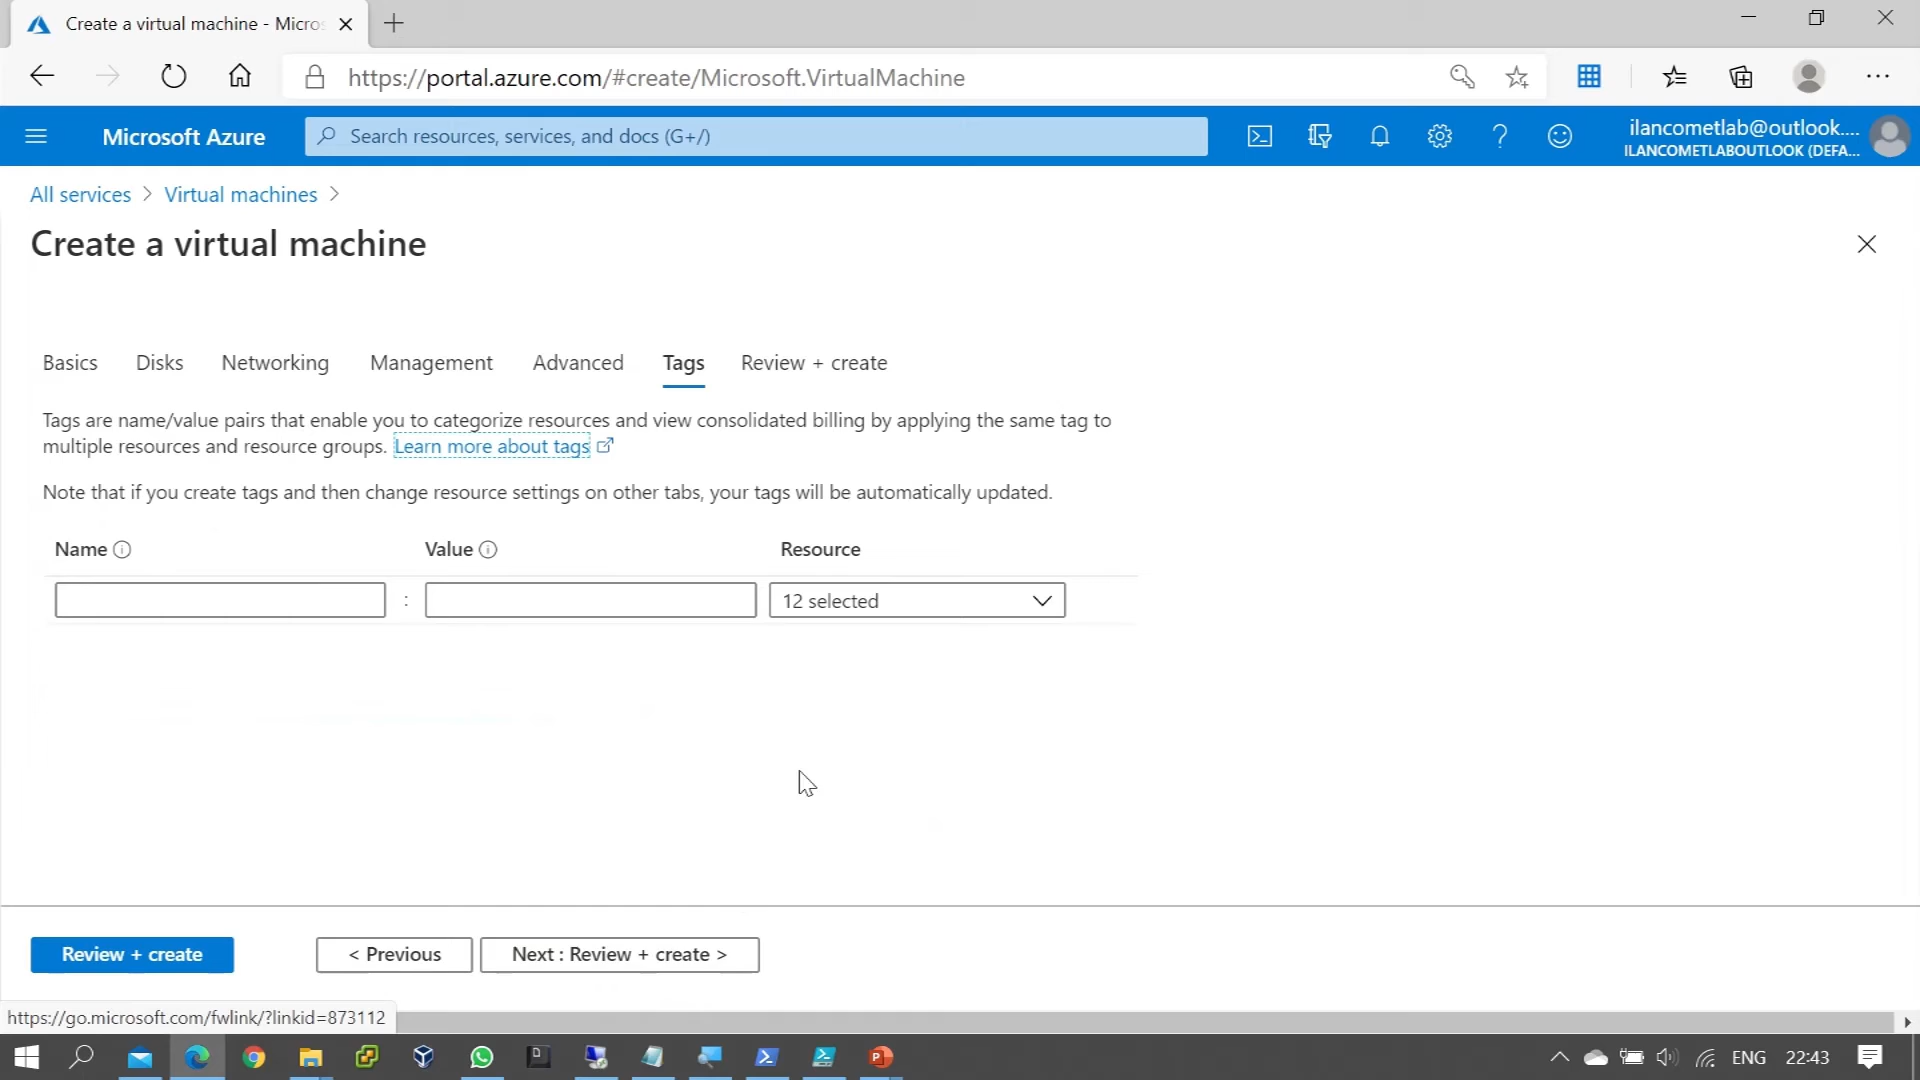 Create a virtual machine - Micros
https://portal.azure.com/#create/Microsoft.VirtualMachine
Microsoft Azure
Search resources, services, and docs (G+/)
ilancometlab@outlook....
ILANCOMETLABOUTLOOK (DEFA...
All services > Virtual machines >
Create a virtual machine
Basics Disks Networking Management Advanced Tags Review + create
Tags are name/value pairs that enable you to categorize resources and view consolidated billing by applying the same tag to
multiple resources and resource groups. Learn more about tags
Note that if you create tags and then change resource settings on other tabs, your tags will be automatically updated.
Name Value Resource
: 12 selected
Review + create < Previous Next : Review + create >
https://go.microsoft.com/fwlink/?linkid=873112
ENG 22:43